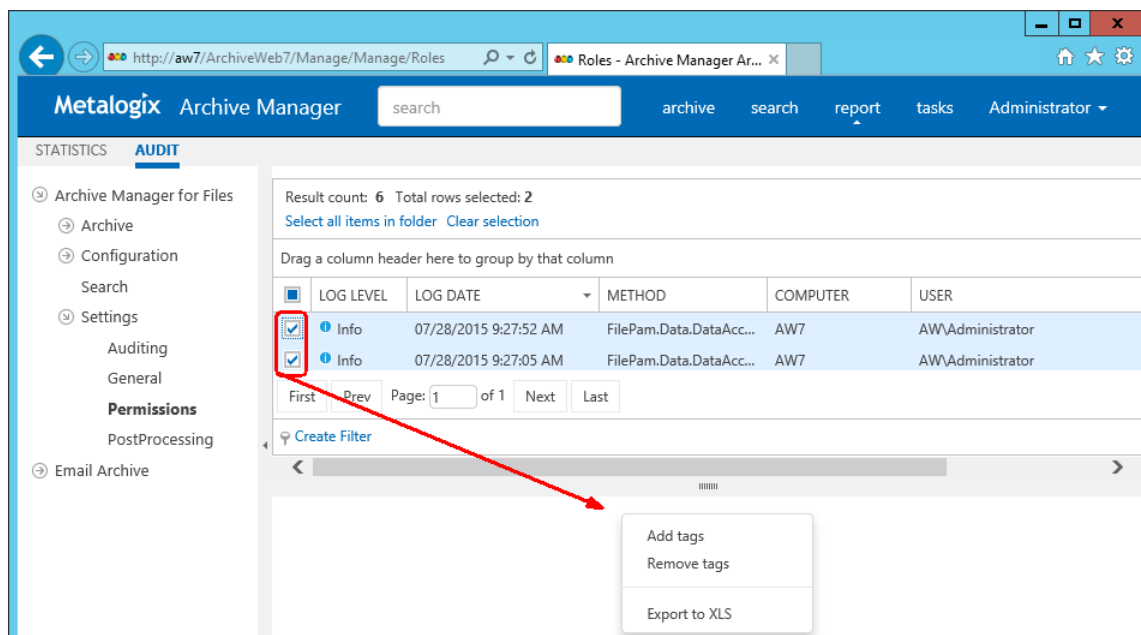 http://aw7/ArchiveWeb7/Manage/Manage/Roles
Roles - Archive Manager Ar...
Metalogix Archive Manager search archive search report tasks Administrator
STATISTICS AUDIT
Archive Manager for Files
Archive
Configuration
Search
Settings
Auditing
General
Permissions
PostProcessing
Email Archive
Result count: 6 Total rows selected: 2
Select all items in folder Clear selection
Drag a column header here to group by that column
LOG LEVEL LOG DATE METHOD COMPUTER USER
Info 07/28/2015 9:27:52 AM FilePam.Data.DataAcc... AW7 AW\Administrator
Info 07/28/2015 9:27:05 AM FilePam.Data.DataAcc... AW7 AW\Administrator
First Prev Page: 1 of 1 Next Last
Create Filter
Add tags
Remove tags
Export to XLS